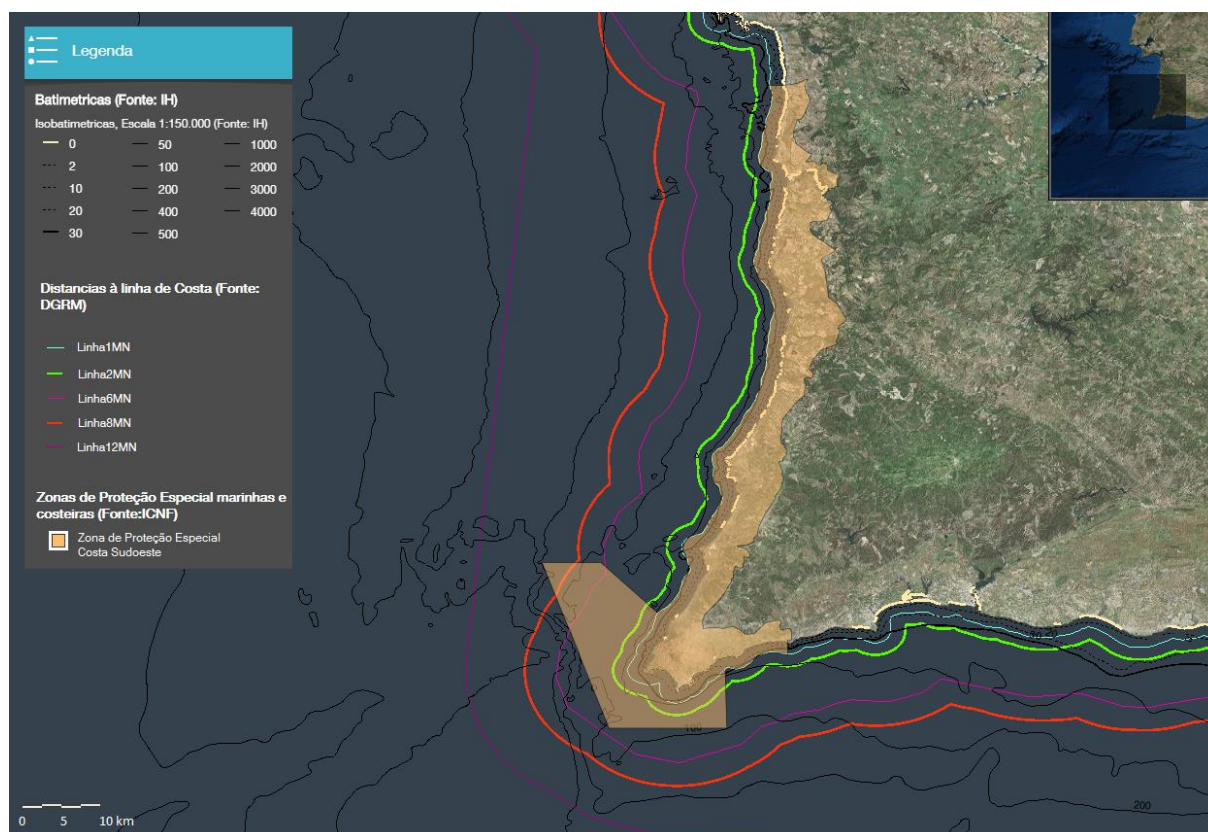 Legenda
Batimetricas (Fonte: IH)
Isobatimetricas, Escala 1:150.000 (Fonte: IH)
0 50 1000
2 100 2000
10 200 3000
20 400 4000
30 500
Distancias à linha de Costa (Fonte:
DGRM)
Linha1MN
Linha2MN
Linha6MN
Linha8MN
Linha12MN
Zonas de Proteção Especial marinhas e
costeiras (Fonte:ICNF)
Zona de Proteção Especial
Costa Sudoeste
100
200
0 5 10 km